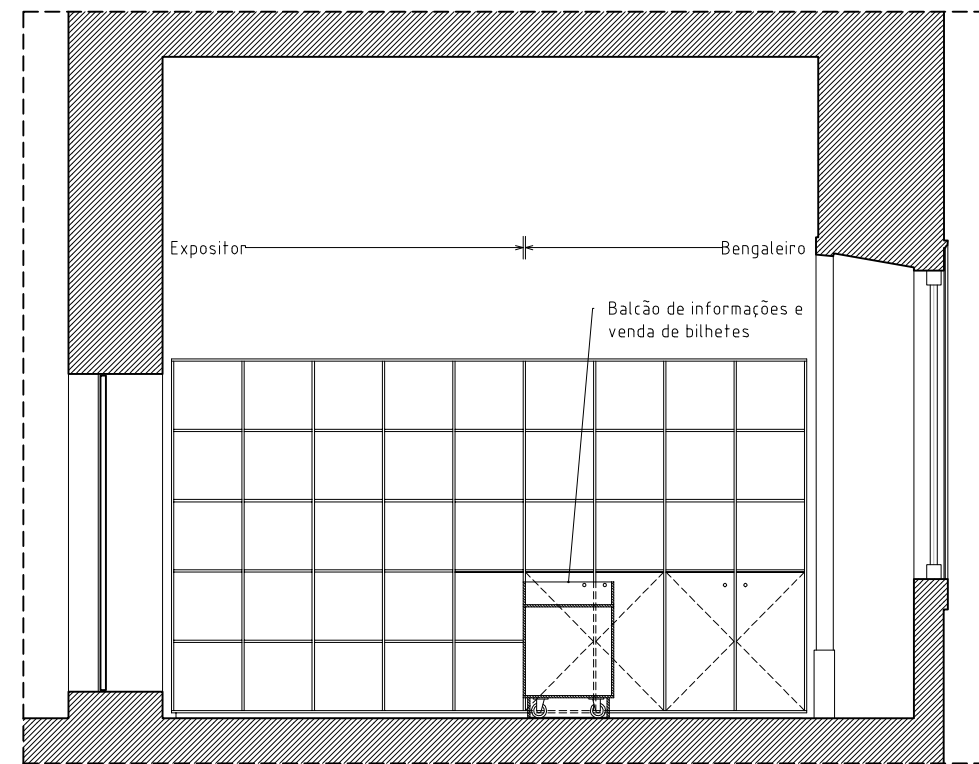 Expositor
Bengaleiro
Balcão de informações e
venda de bilhetes